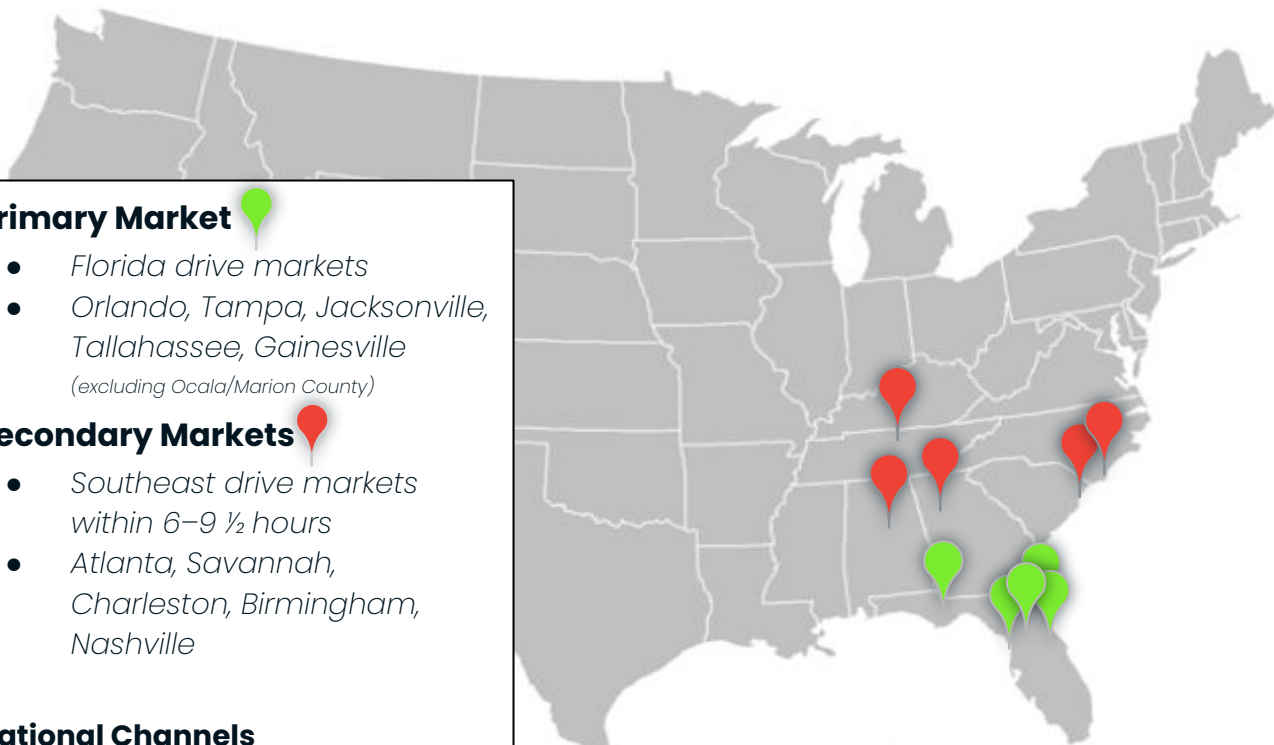 rimary Market
● Florida drive markets
● Orlando, Tampa, Jacksonville,
Tallahassee, Gainesville
(excluding Ocala/Marion County)
econdary Markets
● Southeast drive markets
within 6–9 ½ hours
● Atlanta, Savannah,
Charleston, Birmingham,
Nashville
ational Channels